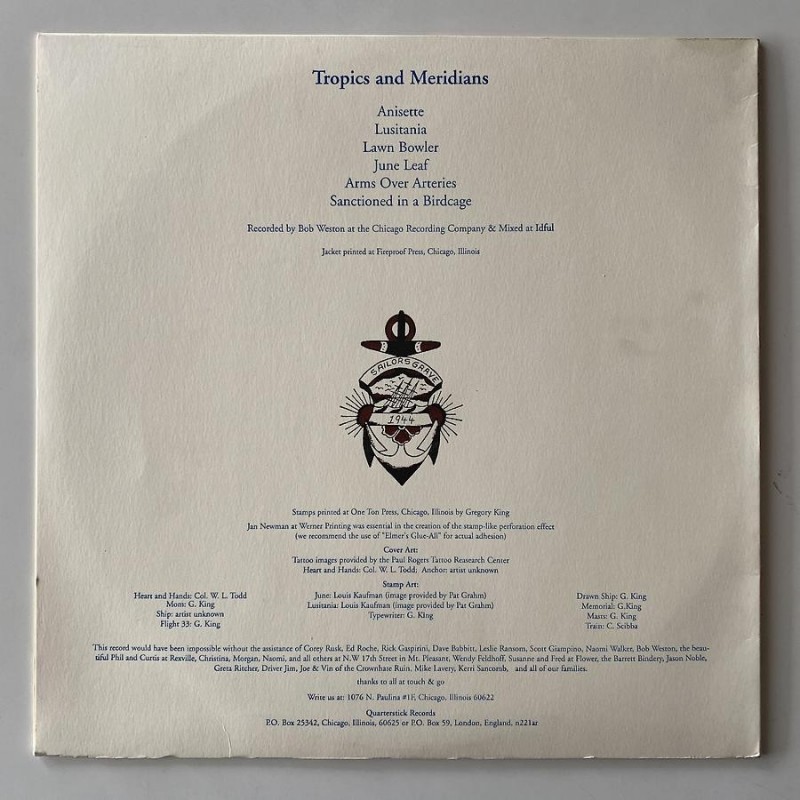 Tropics and Meridians
Anisette
Lusitania
Lawn Bowler
June Leaf
Arms Over Arteries
Sanctioned in a Birdcage
Recorded by Bob Weston at the Chicago Recording Company & Mixed at Idful
Jacket printed at Fireproof Press, Chicago, Illinois
SAILORS GRAVE
1944
Stamps printed at One Ton Press, Chicago, Illinois by Gregory King
Jan Newman at Werner Printing was essential in the creation of the stamp-like perforation effect
(we recommend the use of "Elmer's Glue-All" for actual adhesion)
Cover Art:
Tattoo images provided by the Paul Rogers Tattoo Reasearch Center
Heart and Hands: Col. W. L. Todd; Anchor: artist unknown
Stamp Art:
Heart and Hands: Col. W. L. Todd
Mom: G. King
Ship: artist unknown
Flight 33: G. King
June: Louis Kaufman (image provided by Pat Grahm)
Lusitania: Louis Kaufman (image provided by Pat Grahm)
Typewriter: G. King
Drawn Ship: G. King
Memorial: G.King
Masts: G. King
Train: C. Scibba
This record would have been impossible without the assistance of Corey Rusk, Ed Roche, Rick Gaspirini, Dave Babbitt, Leslie Ransom, Scott Giampino, Naomi Walker, Bob Weston, the beau-
tiful Phil and Curtis at Rexville, Christina, Morgan, Naomi, and all others at N.W 17th Street in Mt. Pleasant, Wendy Feldhoff, Susanne and Fred at Flower, the Barrett Bindery, Jason Noble,
Greta Ritcher, Driver Jim, Joe & Vin of the Crownhate Ruin, Mike Lavery, Kerri Sancomb, and all of our families.
thanks to all at touch & go
Write us at: 1076 N. Paulina #1F, Chicago, Illinois 60622
Quarterstick Records
P.O. Box 25342, Chicago, Illinois, 60625 or P.O. Box 59, London, England, n221ar